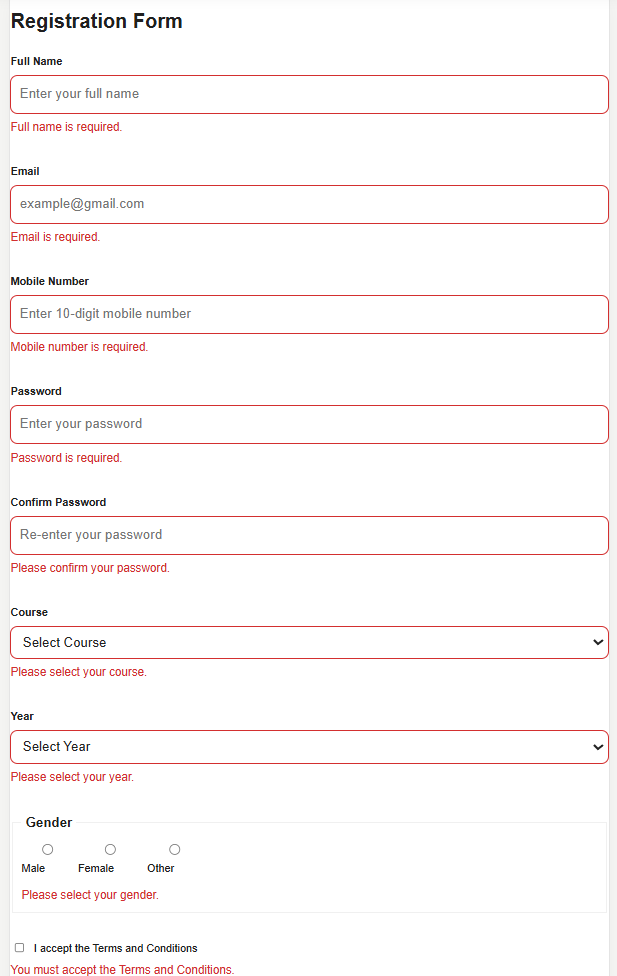 Registration Form
Full Name
Enter your full name
Full name is required.
Email
example@gmail.com
Email is required.
Mobile Number
Enter 10-digit mobile number
Mobile number is required.
Password
Enter your password
Password is required.
Confirm Password
Re-enter your password
Please confirm your password.
Course
Select Course
Please select your course.
Year
Select Year
Please select your year.
Gender
Male Female Other
Please select your gender.
I accept the Terms and Conditions
You must accept the Terms and Conditions.